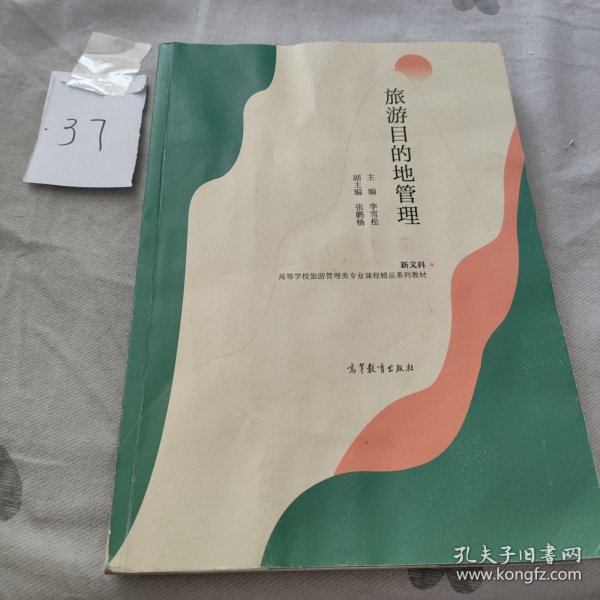 37
旅游目的地管理
主 编 李雪松
副主编 张鹏杨
新文科
高等学校旅游管理类专业课程精品系列教材
高等教育出版社
孔夫子旧书网
www.kongfz.com